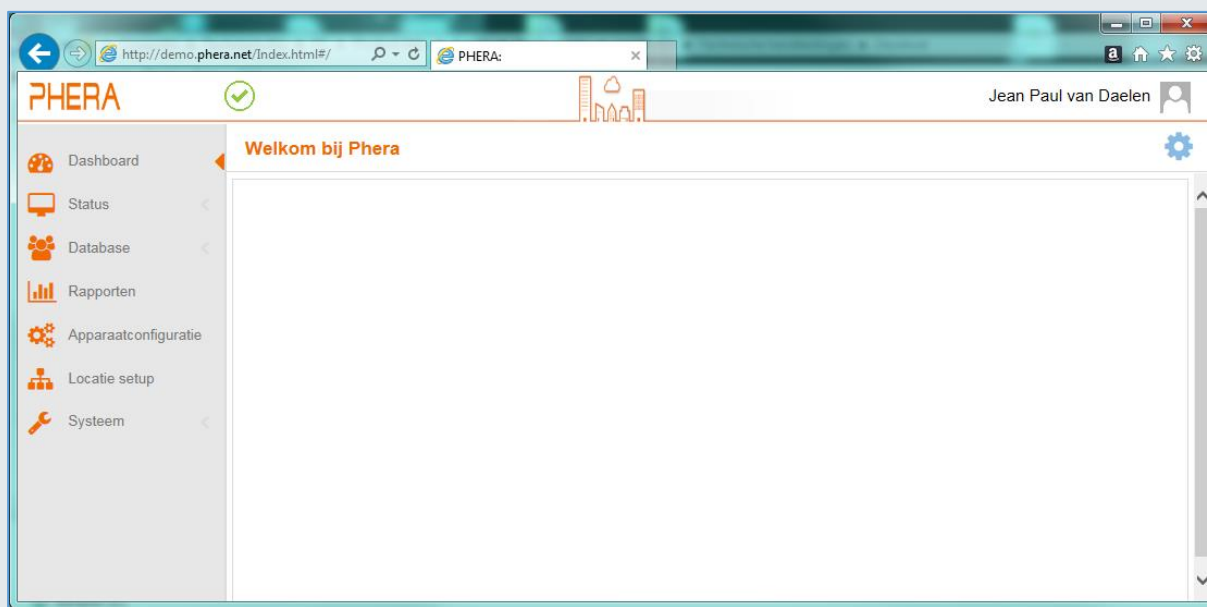 http://demo.phera.net/Index.html#/
PHERA:
PHERA
Jean Paul van Daelen
Dashboard
Welkom bij Phera
Status
Database
Rapporten
Apparaatconfiguratie
Locatie setup
Systeem